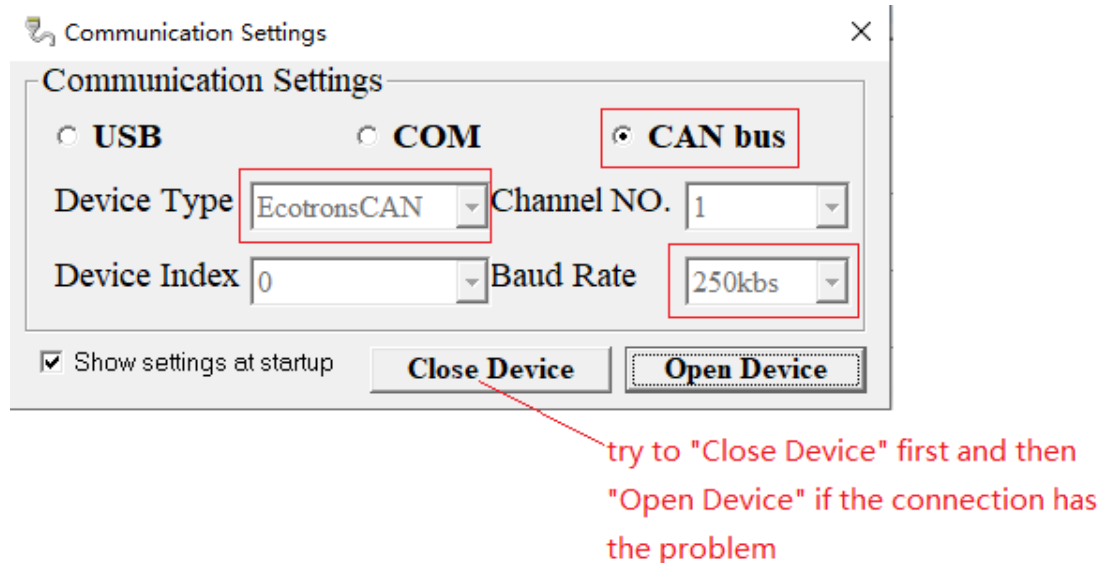 Communication Settings
Communication Settings
USB COM CAN bus
Device Type EcotronsCAN Channel NO. 1
Device Index 0 Baud Rate 250kbs
Show settings at startup Close Device Open Device
try to "Close Device" first and then
"Open Device" if the connection has
the problem